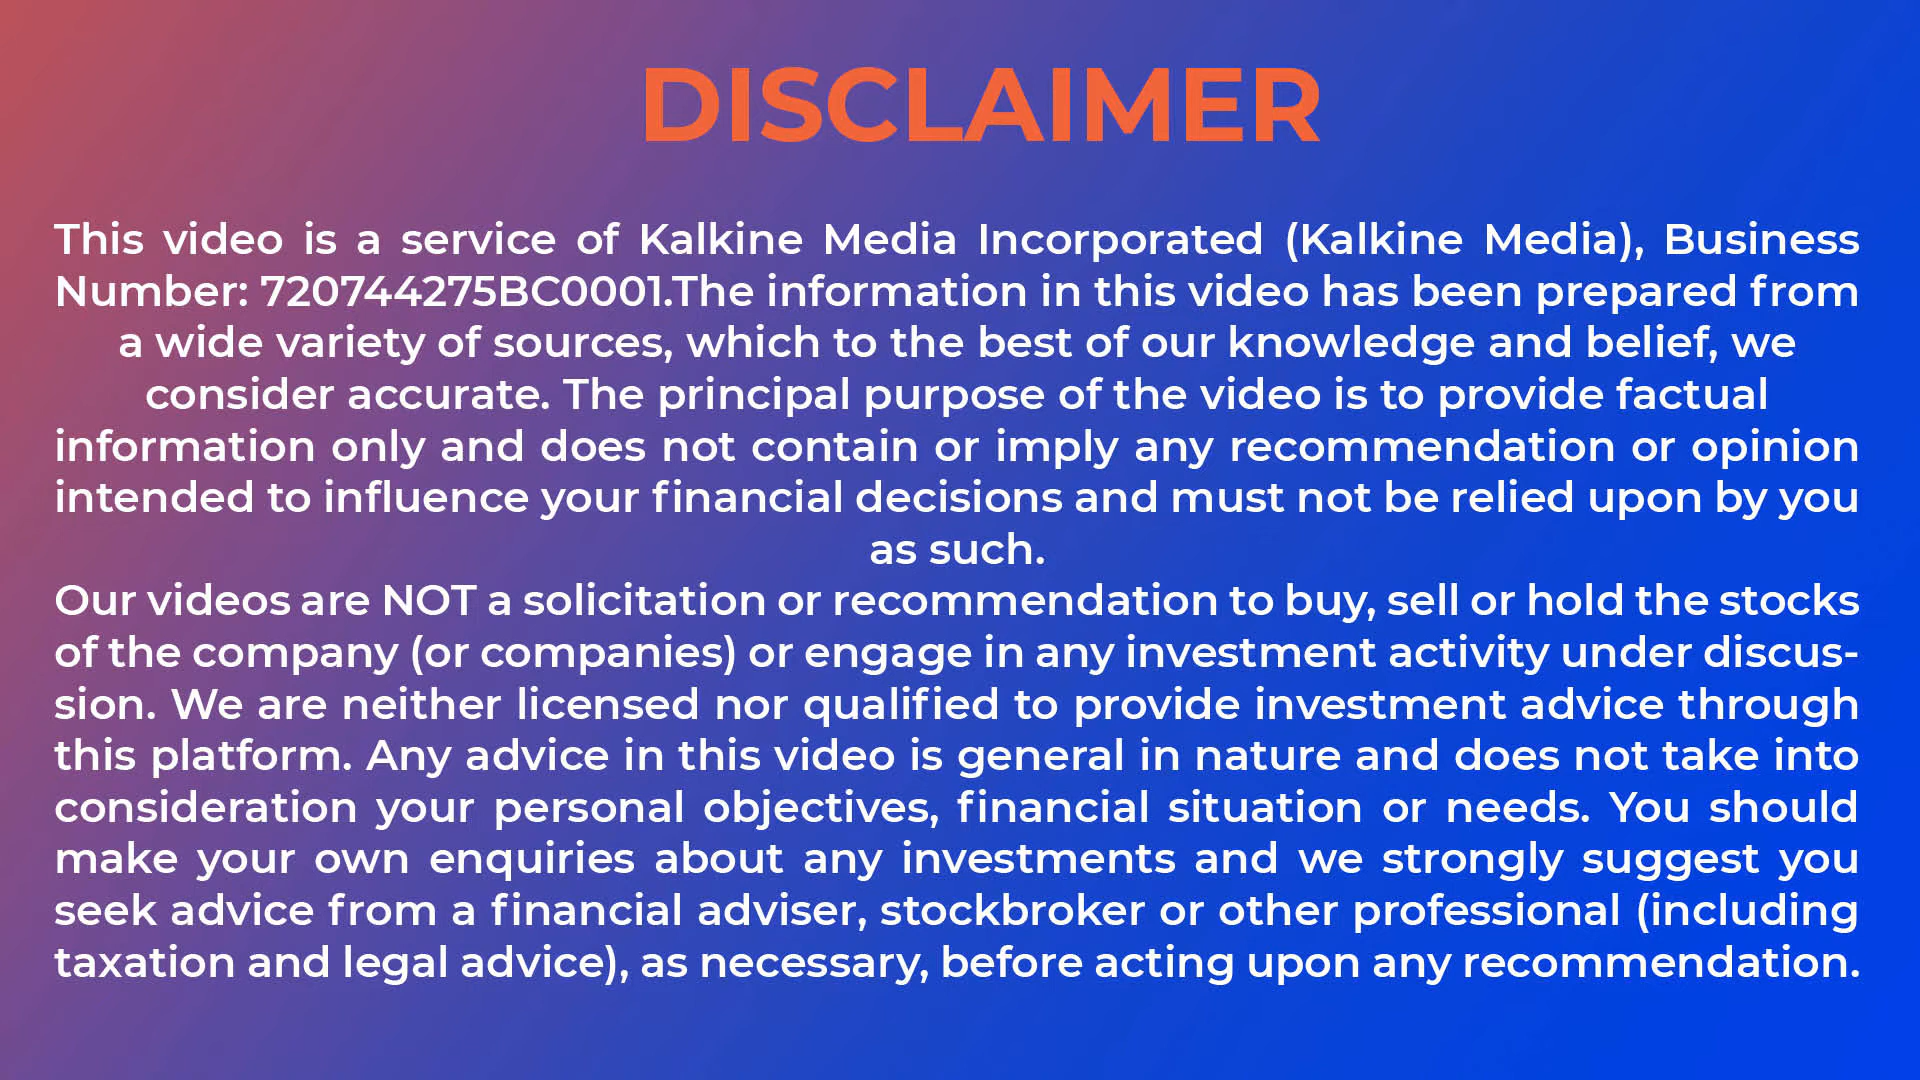 DISCLAIMER
This video is a service of Kalkine Media Incorporated (Kalkine Media), Business
Number: 720744275BC0001.The information in this video has been prepared from
a wide variety of sources, which to the best of our knowledge and belief, we
consider accurate. The principal purpose of the video is to provide factual
information only and does not contain or imply any recommendation or opinion
intended to influence your financial decisions and must not be relied upon by you
as such.
Our videos are NOT a solicitation or recommendation to buy, sell or hold the stocks
of the company (or companies) or engage in any investment activity under discus-
sion. We are neither licensed nor qualified to provide investment advice through
this platform. Any advice in this video is general in nature and does not take into
consideration your personal objectives, financial situation or needs. You should
make your own enquiries about any investments and we strongly suggest you
seek advice from a financial adviser, stockbroker or other professional (including
taxation and legal advice), as necessary, before acting upon any recommendation.